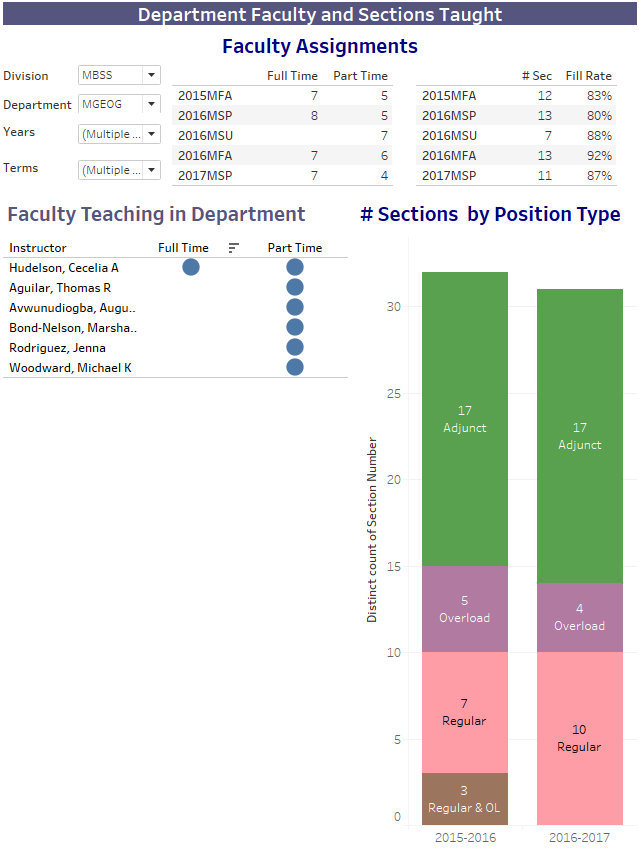 Department Faculty and Sections Taught
Faculty Assignments
Division MBSS
Department MGEOG
Years (Multiple ...
Terms (Multiple ...
Full Time Part Time
2015MFA 7 5
2016MSP 8 5
2016MSU 7
2016MFA 7 6
2017MSP 7 4
# Sec Fill Rate
2015MFA 12 83%
2016MSP 13 80%
2016MSU 7 88%
2016MFA 13 92%
2017MSP 11 87%
Faculty Teaching in Department
Instructor Full Time Part Time
Hudelson, Cecelia A
Aguilar, Thomas R
Avwunudiogba, Augu..
Bond-Nelson, Marsha..
Rodriguez, Jenna
Woodward, Michael K
# Sections by Position Type
Distinct count of Section Number
30
25
20
15
10
5
0
17
Adjunct
5
Overload
7
Regular
3
Regular & OL
17
Adjunct
4
Overload
10
Regular
2015-2016 2016-2017